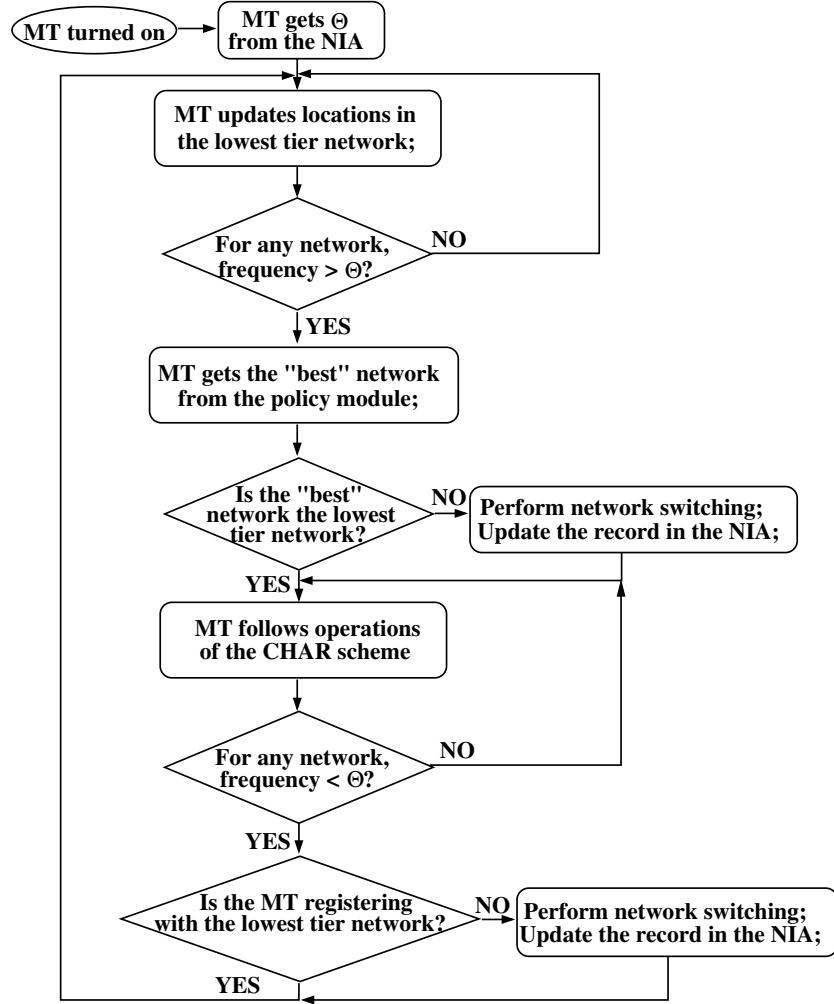 MT turned on
MT gets Θ
from the NIA
MT updates locations in
the lowest tier network;
For any network,
frequency > Θ?
NO
YES
MT gets the "best" network
from the policy module;
Is the "best"
network the lowest
tier network?
NO
Perform network switching;
Update the record in the NIA;
YES
MT follows operations
of the CHAR scheme
For any network,
frequency < Θ?
NO
YES
Is the MT registering
with the lowest tier network?
NO
Perform network switching;
Update the record in the NIA;
YES